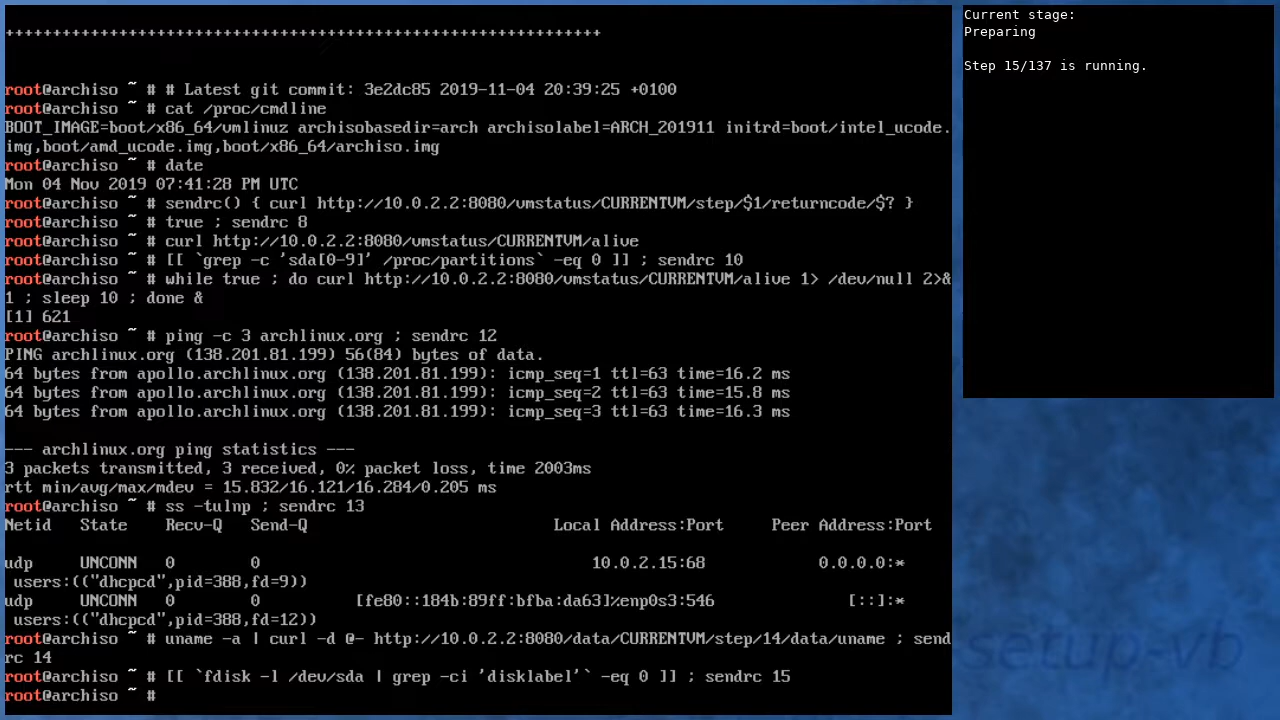 ++++++++++++++++++++++++++++++++++++++++++++++++++++++++++++++++
root@archiso ~ # # Latest git commit: 3e2dc85 2019-11-04 20:39:25 +0100
root@archiso ~ # cat /proc/cmdline
BOOT_IMAGE=boot/x86_64/vmlinuz archisobasedir=arch archisolabel=ARCH_201911 initrd=boot/intel_ucode.
img,boot/amd_ucode.img,boot/x86_64/archiso.img
root@archiso ~ # date
Mon 04 Nov 2019 07:41:28 PM UTC
root@archiso ~ # sendrc() { curl http://10.0.2.2:8080/vmstatus/CURRENTVM/step/$1/returncode/$? }
root@archiso ~ # true ; sendrc 8
root@archiso ~ # curl http://10.0.2.2:8080/vmstatus/CURRENTVM/alive
root@archiso ~ # [[ `grep -c 'sda[0-9]' /proc/partitions` -eq 0 ]] ; sendrc 10
root@archiso ~ # while true ; do curl http://10.0.2.2:8080/vmstatus/CURRENTVM/alive 1> /dev/null 2>&
1 ; sleep 10 ; done &
[1] 621
root@archiso ~ # ping -c 3 archlinux.org ; sendrc 12
PING archlinux.org (138.201.81.199) 56(84) bytes of data.
64 bytes from apollo.archlinux.org (138.201.81.199): icmp_seq=1 ttl=63 time=16.2 ms
64 bytes from apollo.archlinux.org (138.201.81.199): icmp_seq=2 ttl=63 time=15.8 ms
64 bytes from apollo.archlinux.org (138.201.81.199): icmp_seq=3 ttl=63 time=16.3 ms
--- archlinux.org ping statistics ---
3 packets transmitted, 3 received, 0% packet loss, time 2003ms
rtt min/avg/max/mdev = 15.832/16.121/16.284/0.205 ms
root@archiso ~ # ss -tulnp ; sendrc 13
Netid State Recv-Q Send-Q Local Address:Port Peer Address:Port
udp UNCONN 0 0 10.0.2.15:68 0.0.0.0:*
users:(("dhcpcd",pid=388,fd=9))
udp UNCONN 0 0 [fe80::184b:89ff:bfba:da63]%enp0s3:546 [::]:*
users:(("dhcpcd",pid=388,fd=12))
root@archiso ~ # uname -a | curl -d @- http://10.0.2.2:8080/data/CURRENTVM/step/14/data/uname ; send
rc 14
root@archiso ~ # [[ `fdisk -l /dev/sda | grep -ci 'disklabel'` -eq 0 ]] ; sendrc 15
root@archiso ~ #
Current stage:
Preparing
Step 15/137 is running.
setup-vb